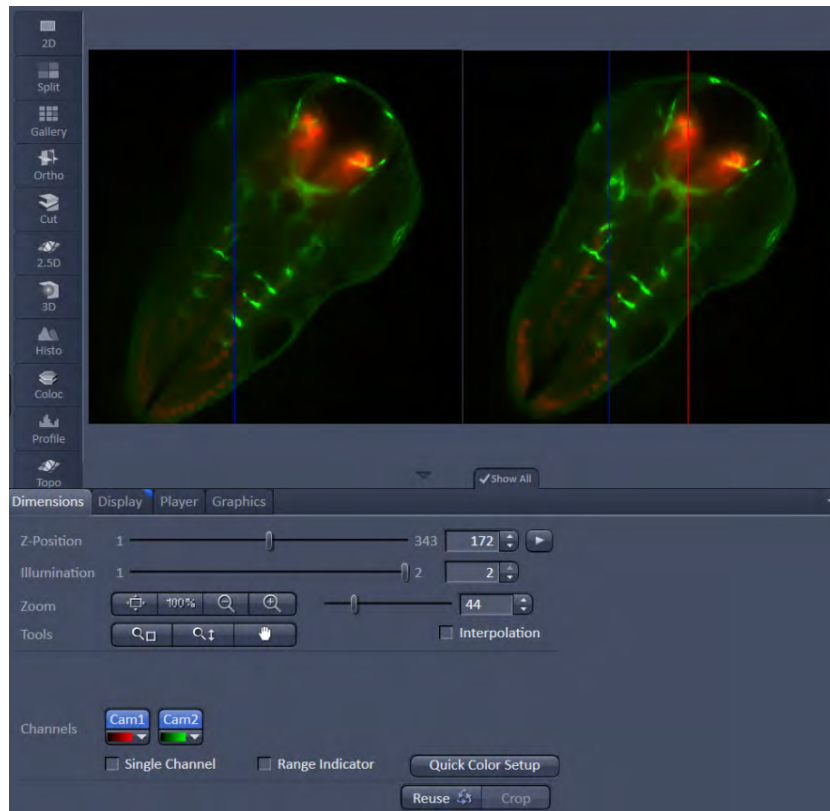 2D
Split
Gallery
Ortho
Cut
2.5D
3D
Histo
Coloc
Profile
Topo
Show All
Dimensions Display Player Graphics
Z-Position 1 343 172
Illumination 1 2 2
Zoom 100% 44
Tools Interpolation
Channels Cam1 Cam2
Single Channel Range Indicator Quick Color Setup
Reuse Crop